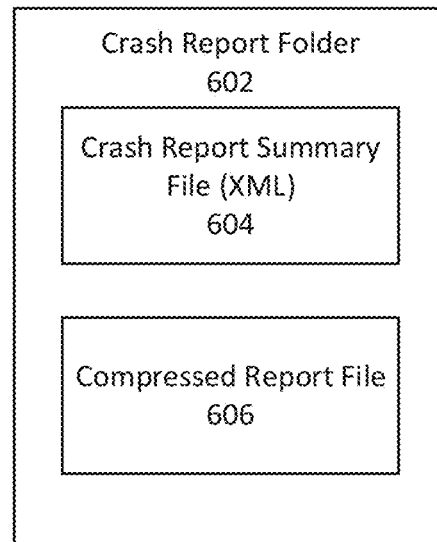 Crash Report Folder
602
Crash Report Summary
File (XML)
604
Compressed Report File
606